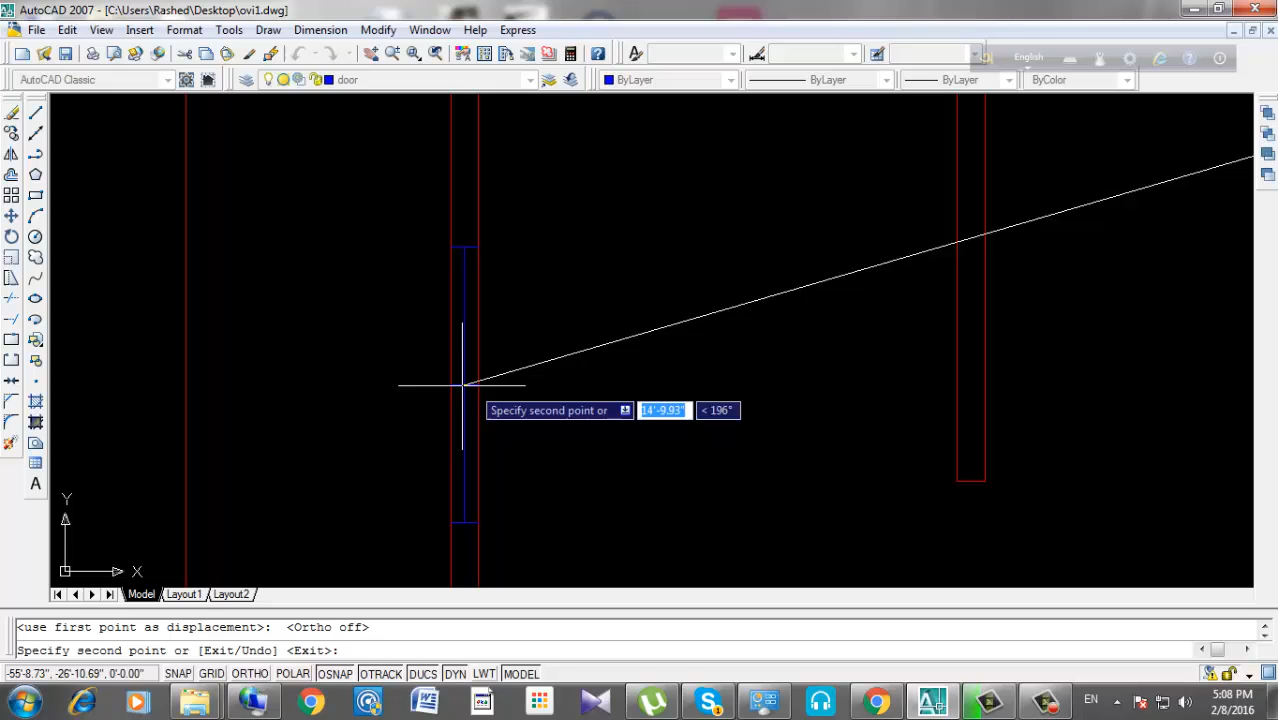 AutoCAD 2007 - [C:\Users\Rashed\Desktop\ovi1.dwg]
File Edit View Insert Format Tools Draw Dimension Modify Window Help Express
English
AutoCAD Classic door ByLayer ByLayer ByLayer ByColor
Specify second point or 14'-9.93" < 196°
Y
X
Model Layout1 Layout2
<use first point as displacement>: <Ortho off>
Specify second point or [Exit/Undo] <Exit>:
-55'-8.73", -26'-10.69" , 0'-0.00" SNAP GRID ORTHO POLAR OSNAP OTRACK DUCS DYN LWT MODEL
EN 5:08 PM
2/8/2016